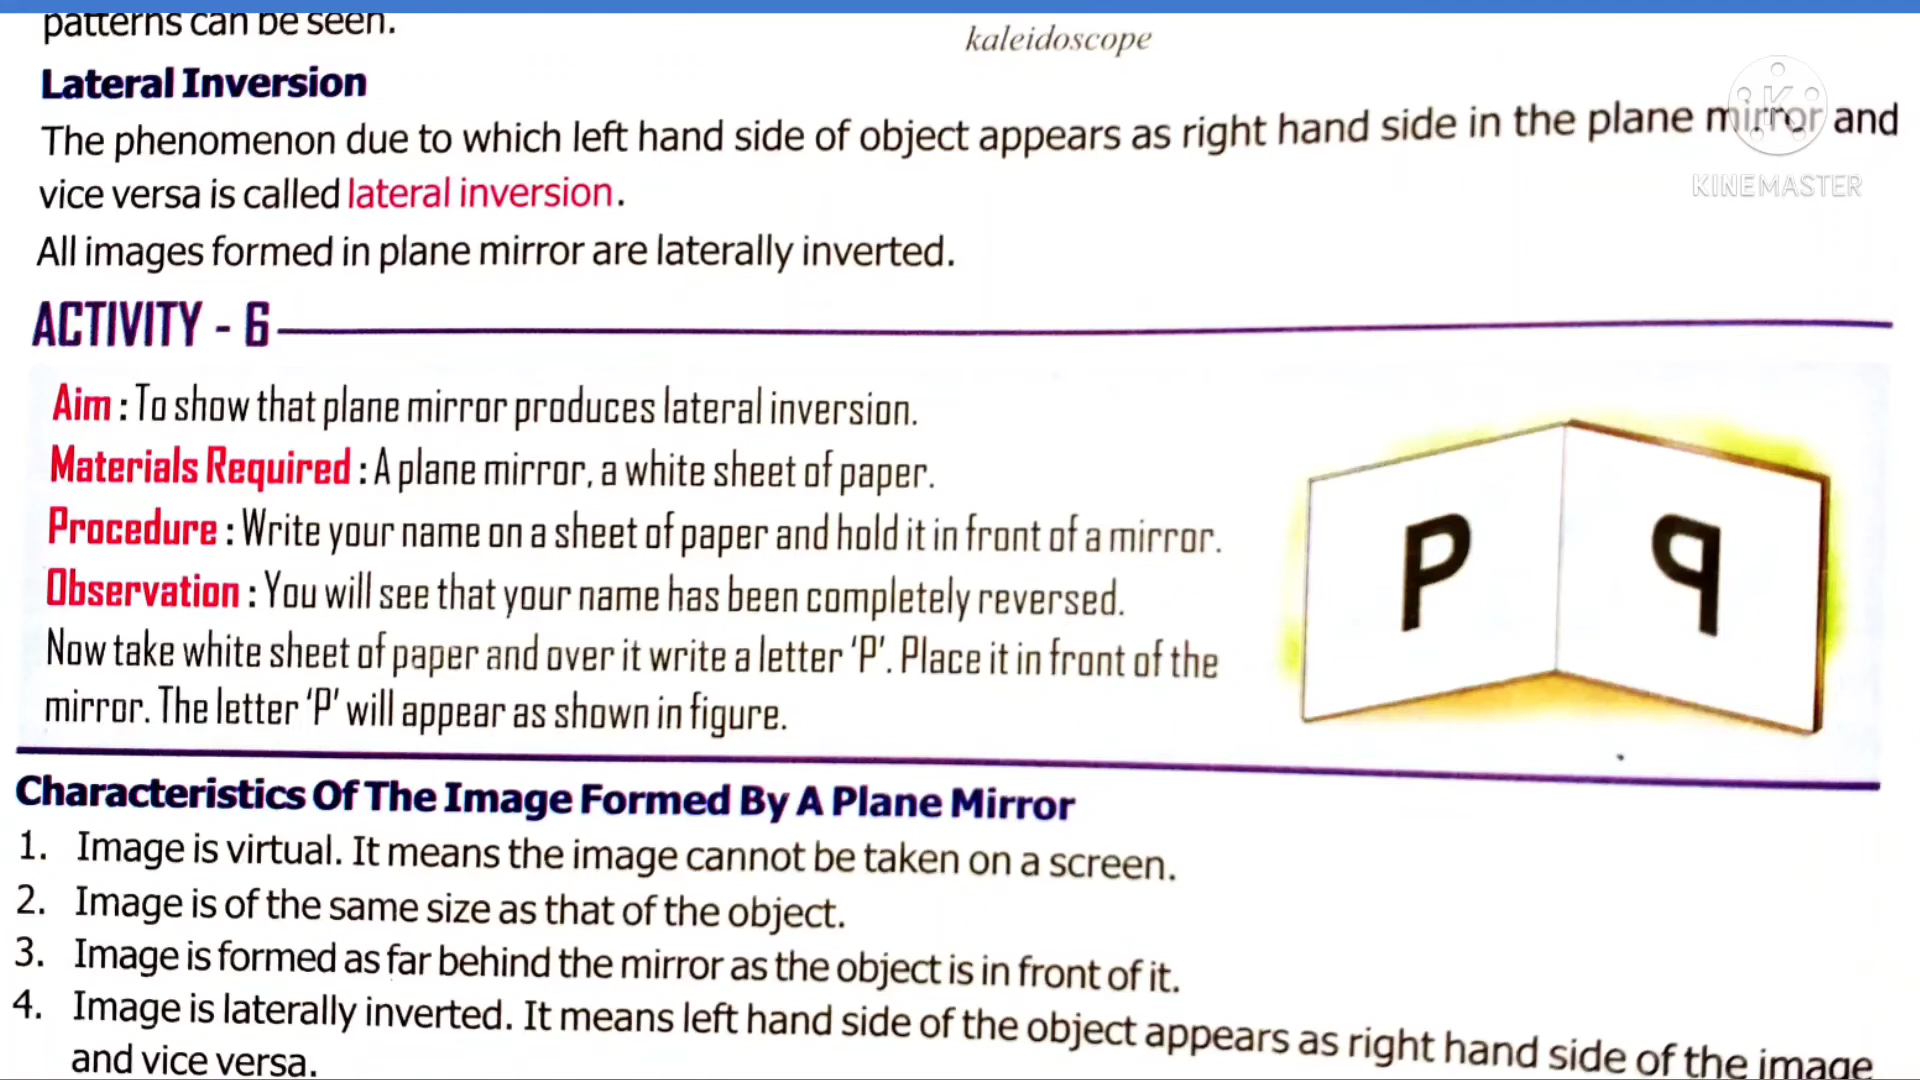 patterns can be seen.
kaleidoscope
Lateral Inversion
The phenomenon due to which left hand side of object appears as right hand side in the plane mirror and
vice versa is called lateral inversion.
KINEMASTER
All images formed in plane mirror are laterally inverted.
ACTIVITY - 6
Aim : To show that plane mirror produces lateral inversion.
Materials Required : A plane mirror, a white sheet of paper.
Procedure : Write your name on a sheet of paper and hold it in front of a mirror.
Observation : You will see that your name has been completely reversed.
Now take white sheet of paper and over it write a letter 'P'. Place it in front of the
mirror. The letter 'P' will appear as shown in figure.
P P
Characteristics Of The Image Formed By A Plane Mirror
1. Image is virtual. It means the image cannot be taken on a screen.
2. Image is of the same size as that of the object.
3. Image is formed as far behind the mirror as the object is in front of it.
4. Image is laterally inverted. It means left hand side of the object appears as right hand side of the image
and vice versa.